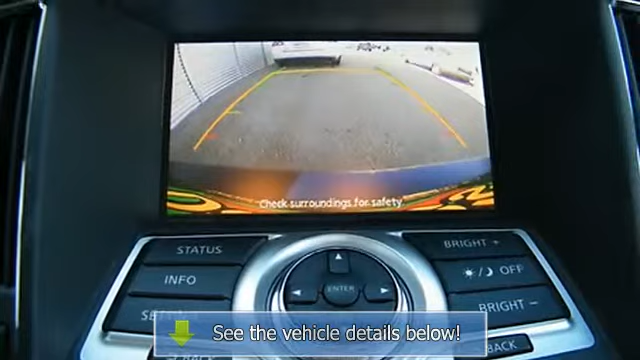 Check surroundings for safety
STATUS
BRIGHT +
INFO
ENTER
OFF
BRIGHT -
See the vehicle details below!
BACK